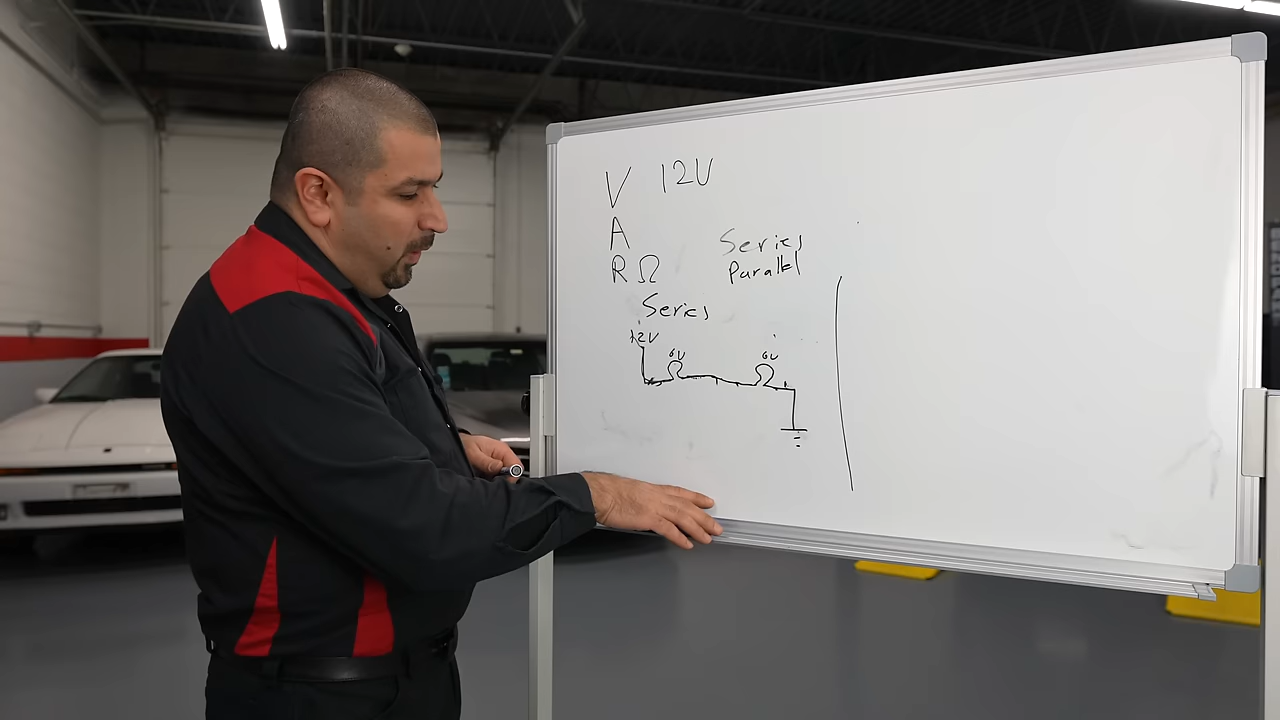 V 12V
A
R Ω
Series
Parallel
Series
12V
6V 6V